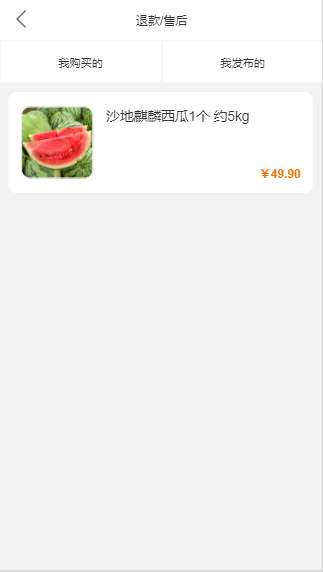 退款/售后
我购买的
我发布的
沙地麒麟西瓜1个 约5kg
￥49.90